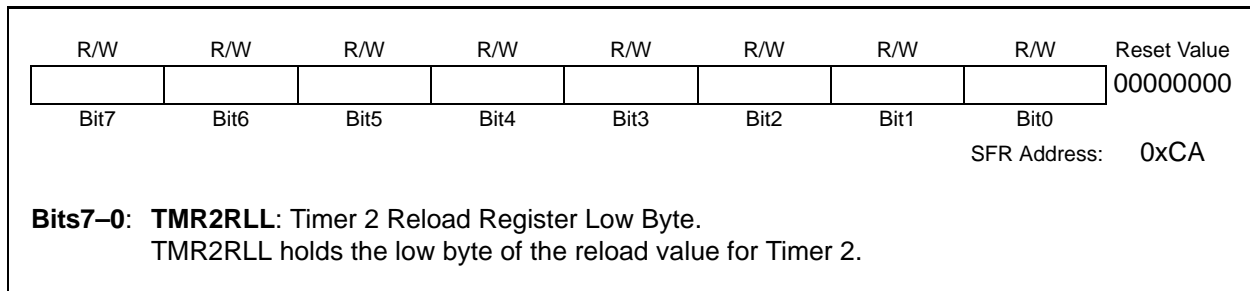 R/W R/W R/W R/W R/W R/W R/W R/W Reset Value
00000000
Bit7 Bit6 Bit5 Bit4 Bit3 Bit2 Bit1 Bit0
SFR Address: 0xCA
Bits7–0: TMR2RLL: Timer 2 Reload Register Low Byte.
TMR2RLL holds the low byte of the reload value for Timer 2.